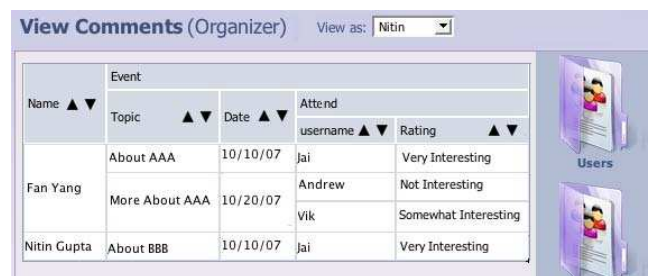 View Comments (Organizer) View as: Nitin
Event
Name ▲ ▼
Topic ▲ ▼ Date ▲ ▼ Attend
username ▲ ▼ Rating ▲ ▼
About AAA 10/10/07 Jai Very Interesting
Fan Yang More About AAA 10/20/07 Andrew Not Interesting
Vik Somewhat Interesting
Nitin Gupta About BBB 10/10/07 Jai Very Interesting
Users